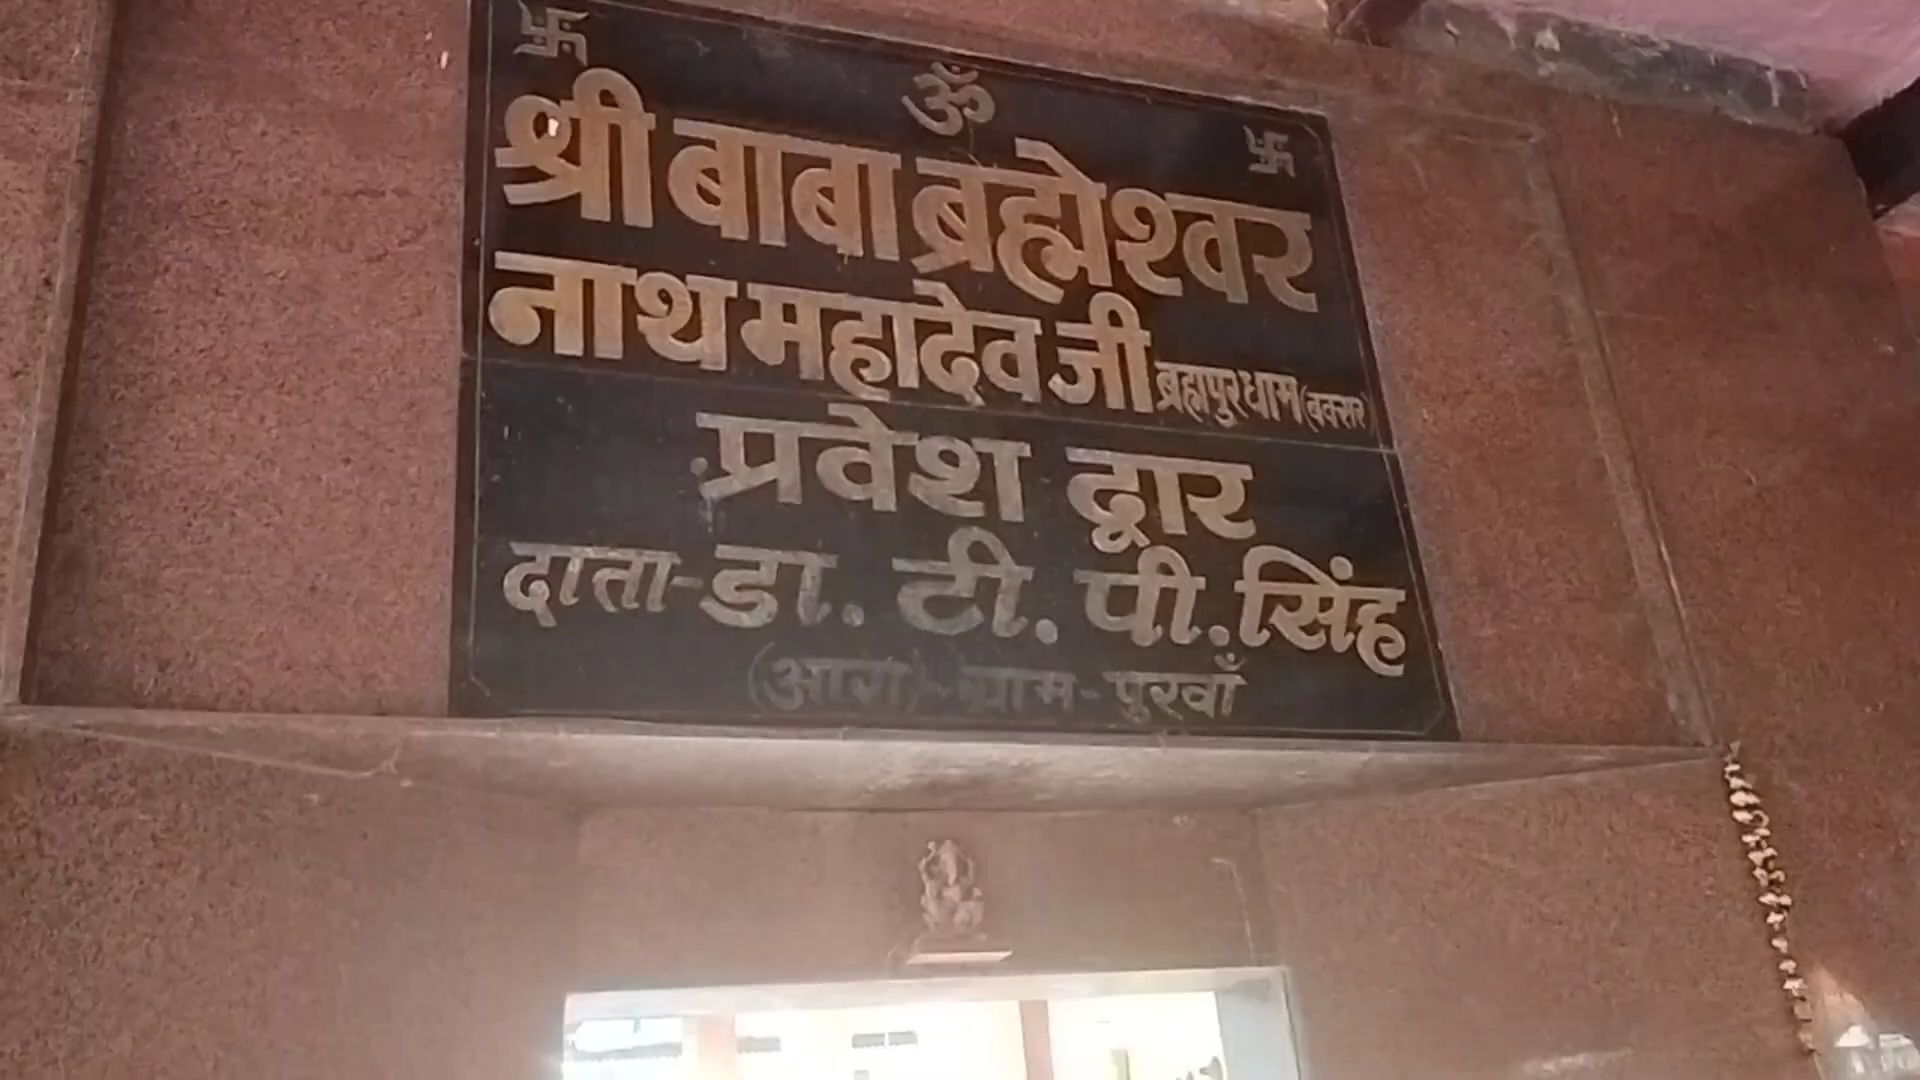 ॐ
श्री बाबा ब्रह्मेश्वर
नाथ महादेव जी ब्रह्मपुर धाम (बक्सर)
प्रवेश द्वार
दाता-डा. टी. पी. सिंह
(आरा)-ग्राम-पुरवाँ